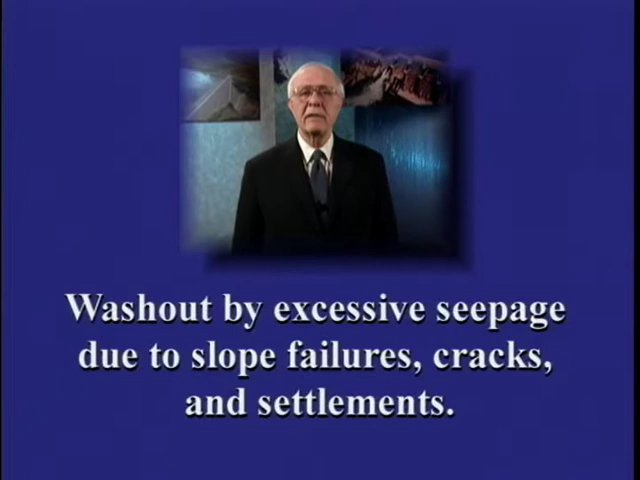 Washout by excessive seepage
due to slope failures, cracks,
and settlements.